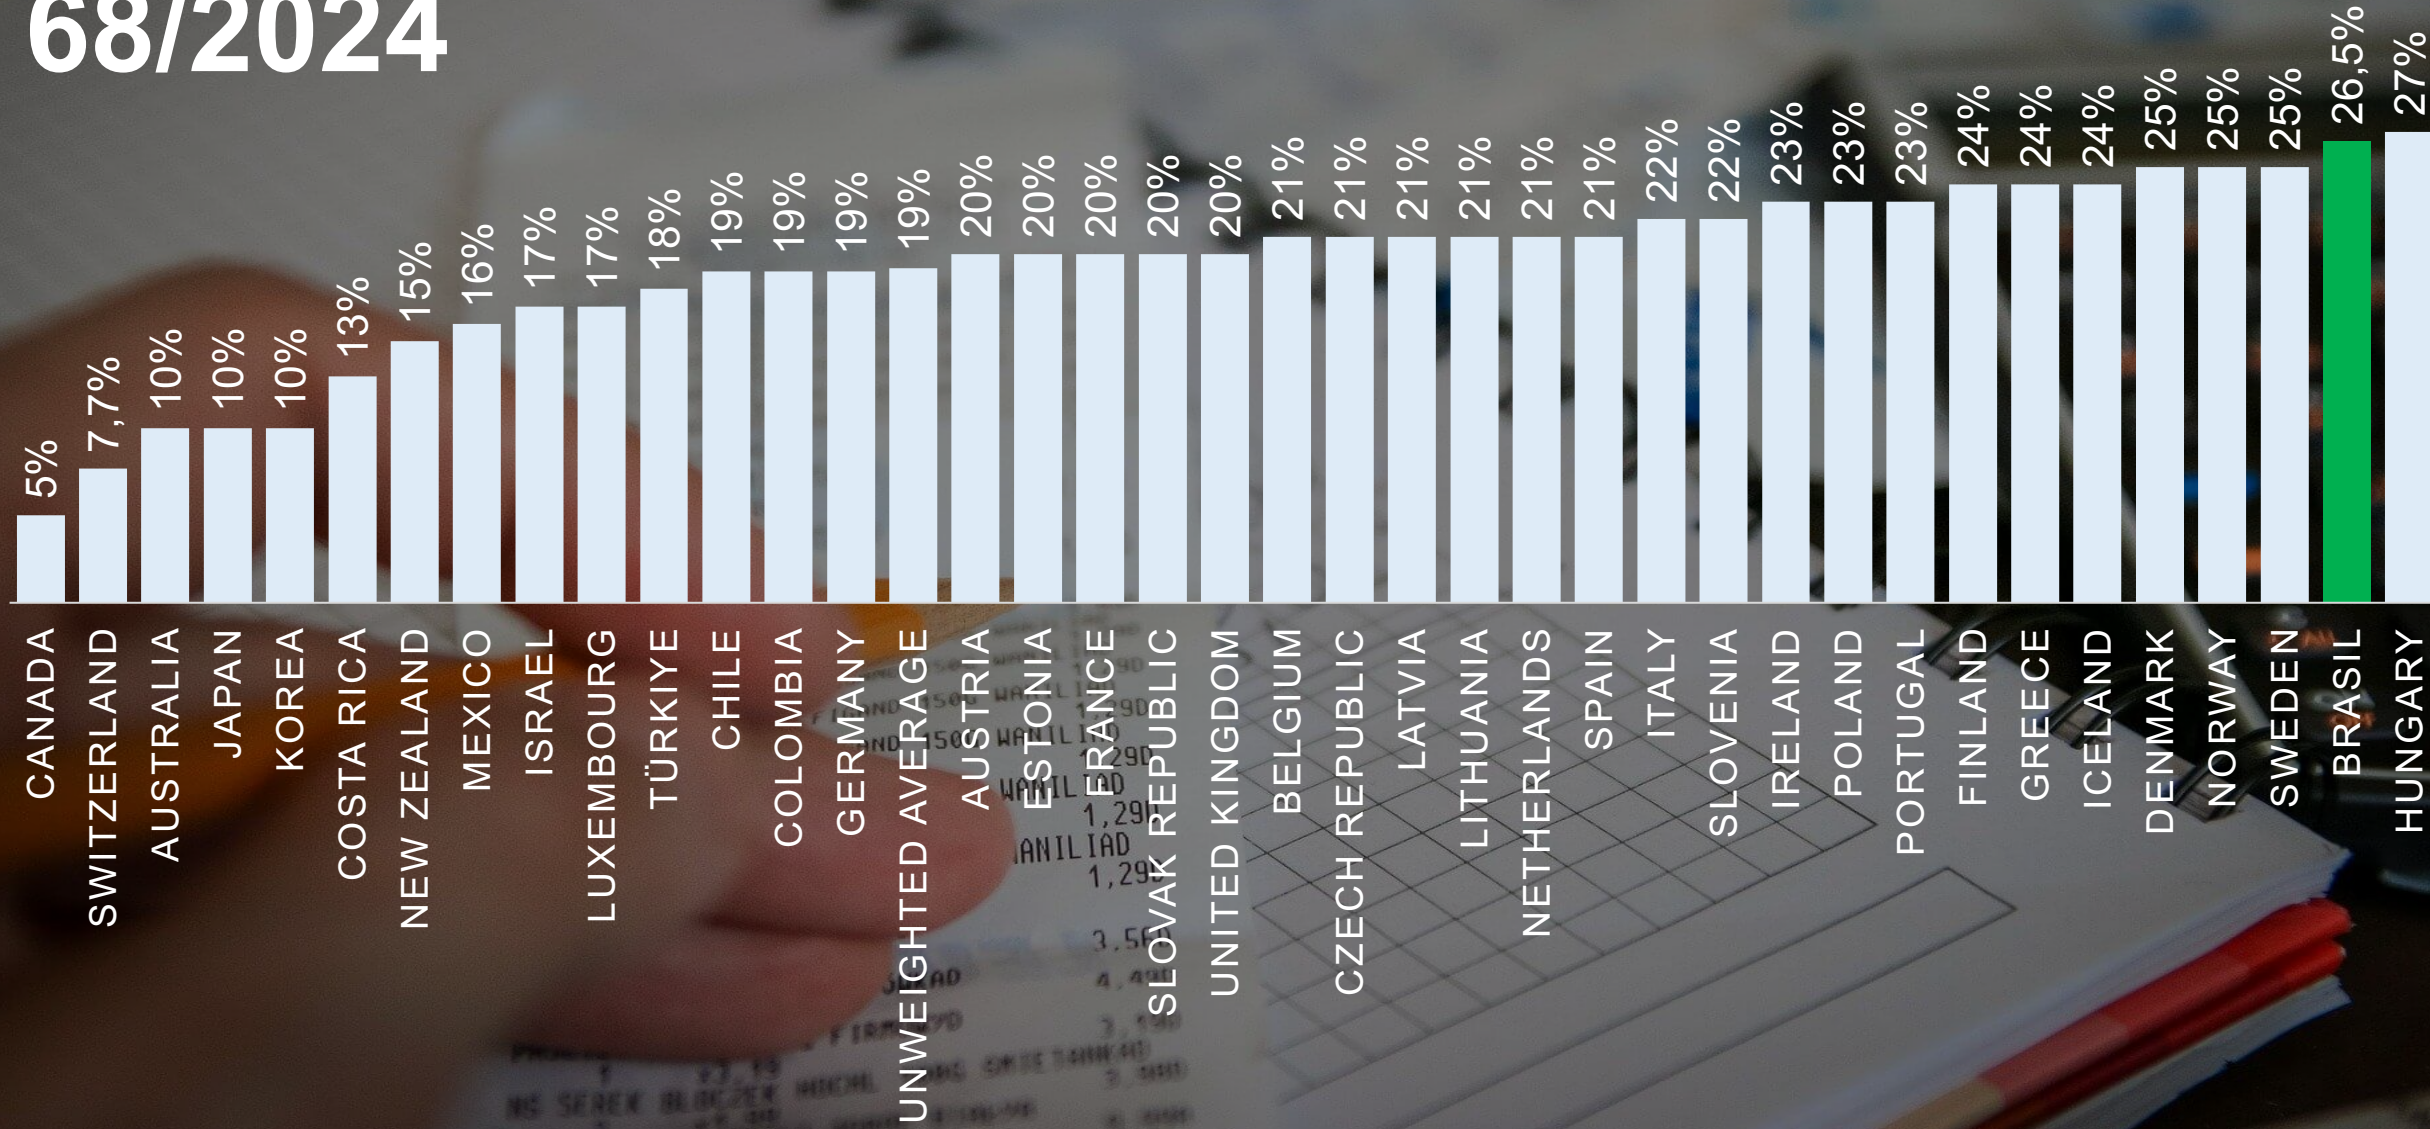 68/2024
5%
7,7%
10%
10%
10%
13%
15%
16%
17%
17%
18%
19%
19%
19%
19%
20%
20%
20%
20%
20%
21%
21%
21%
21%
21%
21%
22%
22%
23%
23%
23%
24%
24%
24%
25%
25%
25%
26,5%
27%
CANADA
SWITZERLAND
AUSTRALIA
JAPAN
KOREA
COSTA RICA
NEW ZEALAND
MEXICO
ISRAEL
LUXEMBOURG
TÜRKIYE
CHILE
COLOMBIA
GERMANY
UNWEIGHTED AVERAGE
AUSTRIA
ESTONIA
FRANCE
SLOVAK REPUBLIC
UNITED KINGDOM
BELGIUM
CZECH REPUBLIC
LATVIA
LITHUANIA
NETHERLANDS
SPAIN
ITALY
SLOVENIA
IRELAND
POLAND
PORTUGAL
FINLAND
GREECE
ICELAND
DENMARK
NORWAY
SWEDEN
BRASIL
HUNGARY